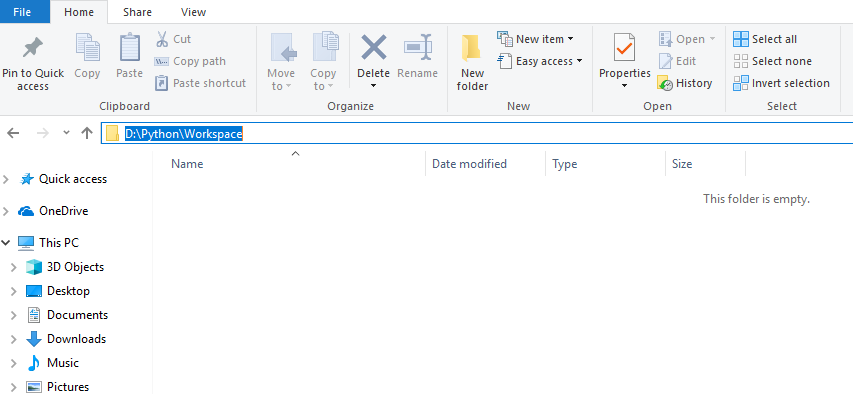 File Home Share View
Pin to Quick access
Copy
Paste
Cut
Copy path
Paste shortcut
Clipboard
Move to
Copy to
Delete
Rename
Organize
New folder
New item
Easy access
New
Properties
Open
Edit
History
Open
Select all
Select none
Invert selection
Select
D:\Python\Workspace
Name Date modified Type Size
This folder is empty.
Quick access
OneDrive
This PC
3D Objects
Desktop
Documents
Downloads
Music
Pictures